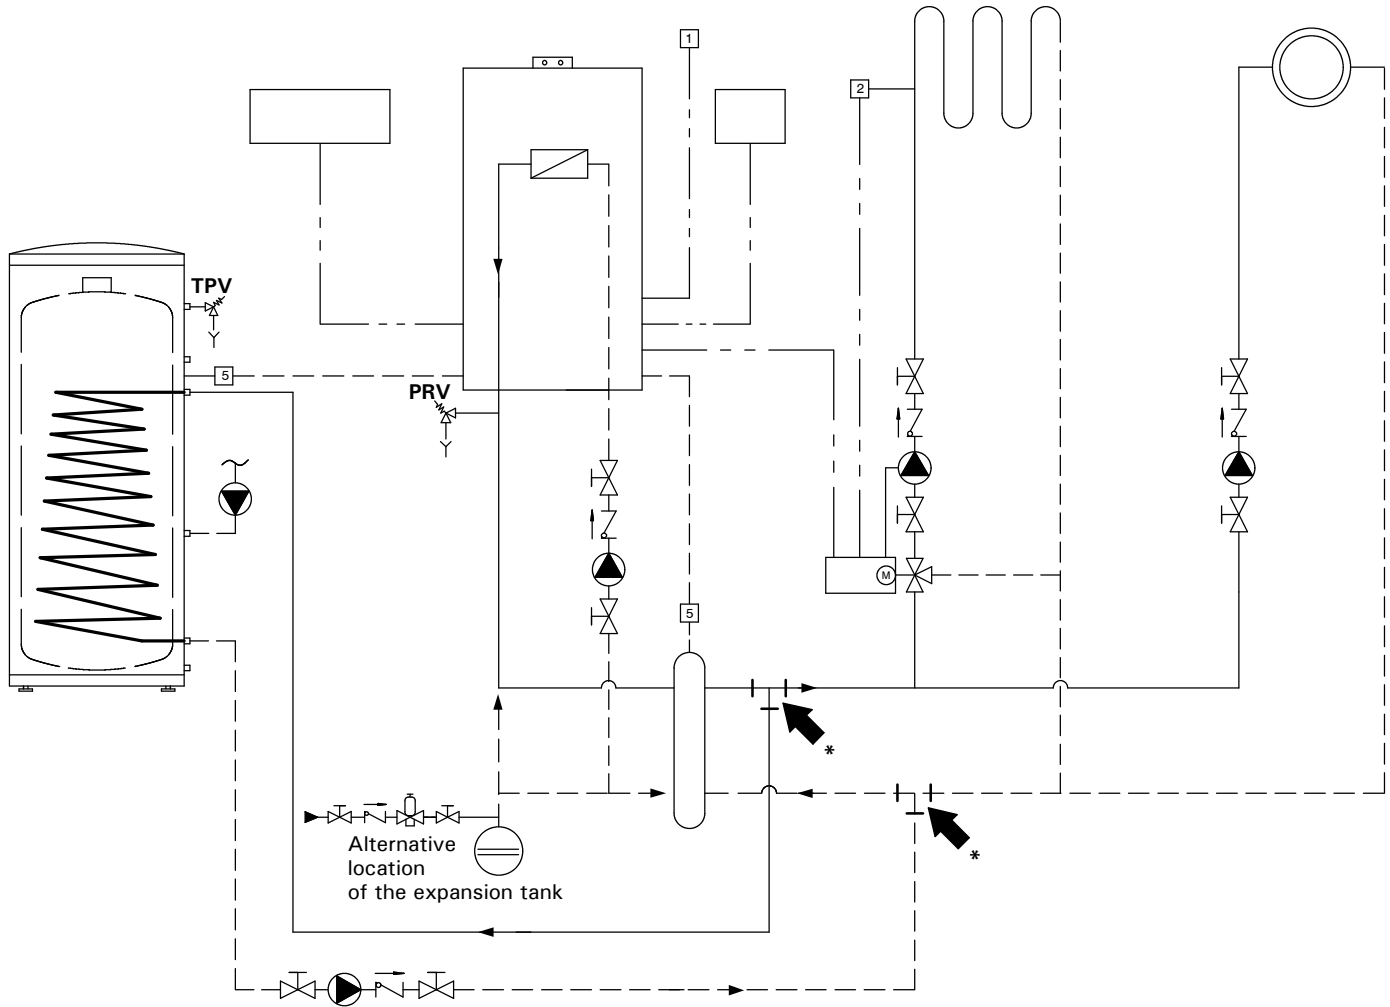 1
2
TPV
5
PRV
M
5
*
Alternative
location
of the expansion tank
*